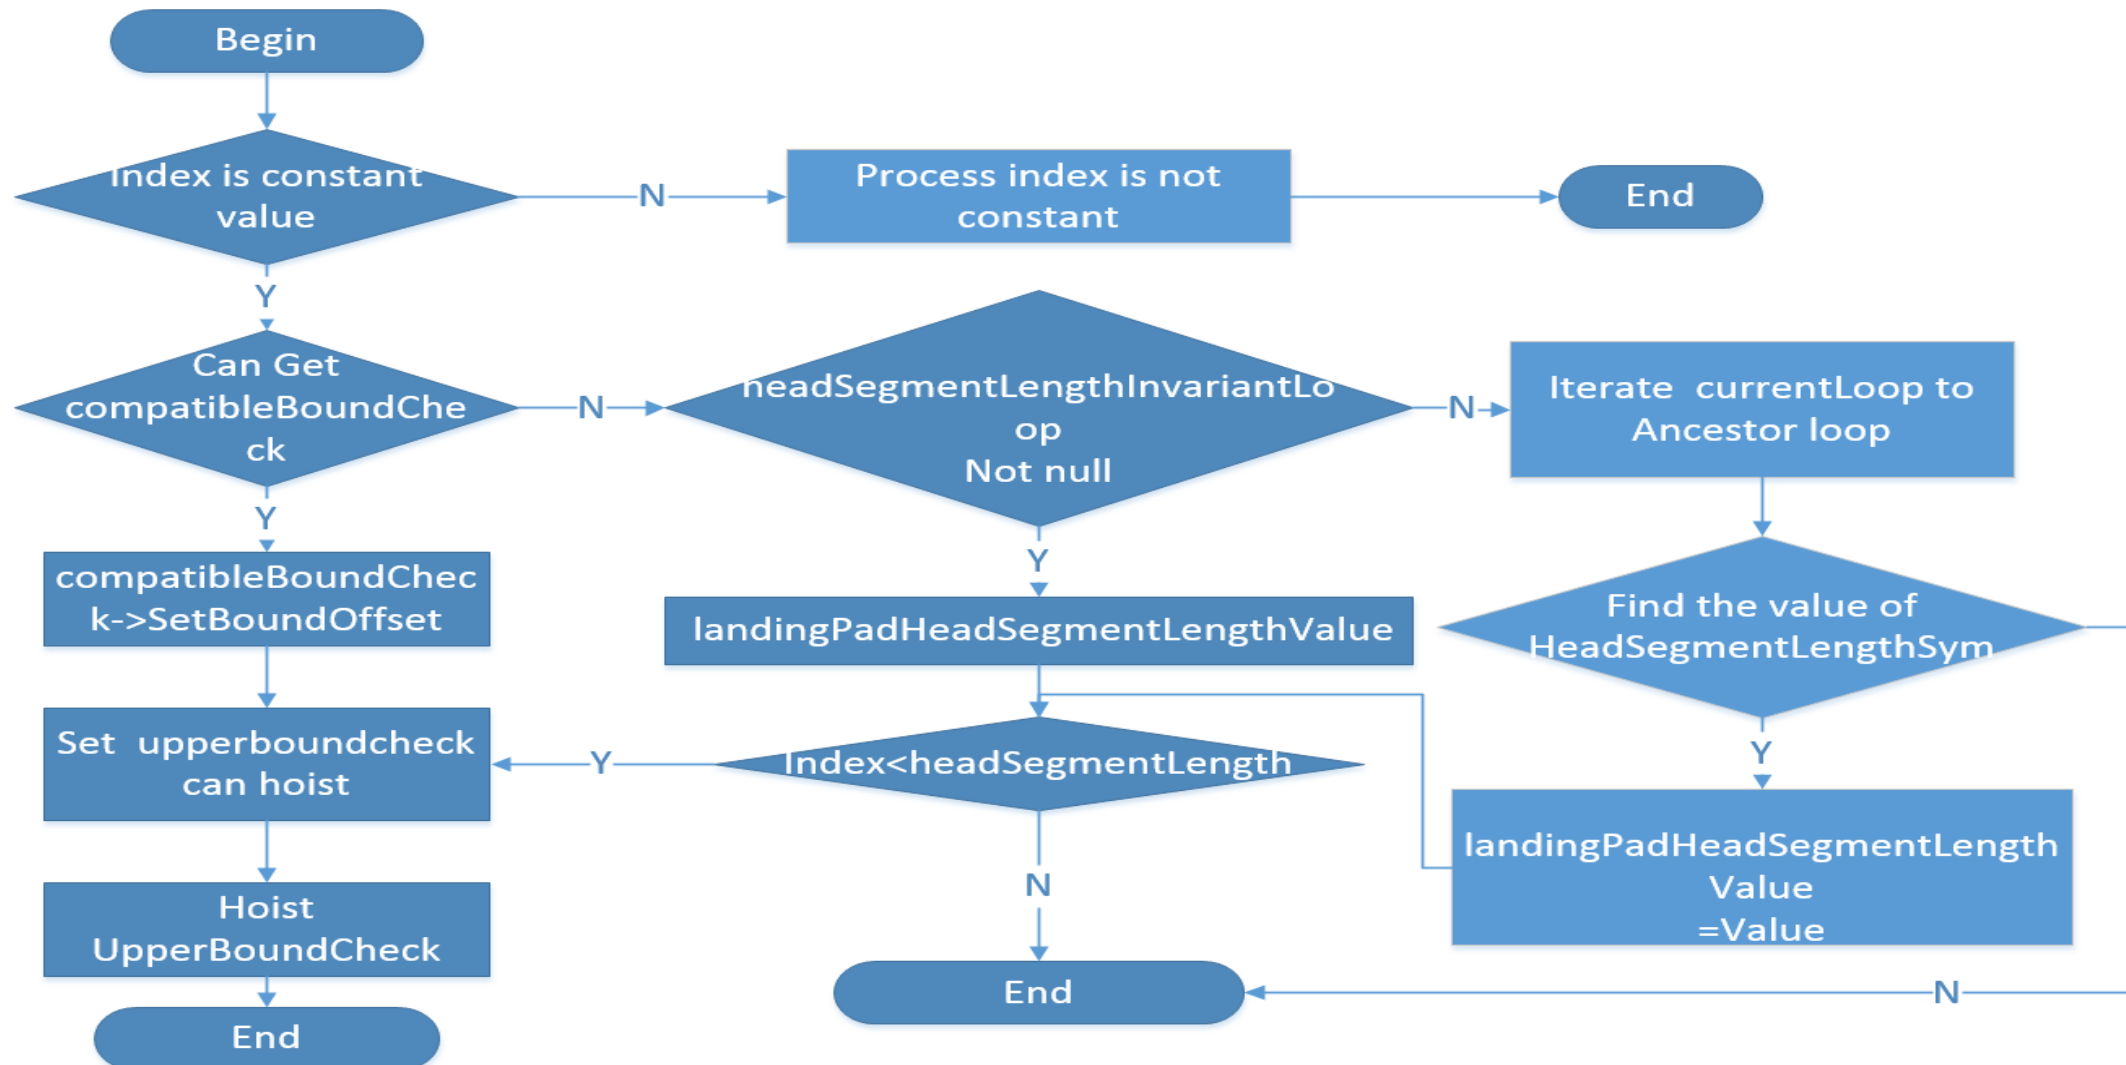 Begin
Index is constant
value
N
Process index is not
constant
End
Y
Can Get
compatibleBoundChe
ck
N
headSegmentLengthInvariantLo
op
Not null
N
Iterate  currentLoop to
Ancestor loop
Y
compatibleBoundChec
k->SetBoundOffset
Y
landingPadHeadSegmentLengthValue
Find the value of
HeadSegmentLengthSym
Set  upperboundcheck
can hoist
Y
Index<headSegmentLength
Y
landingPadHeadSegmentLength
Value
=Value
N
Hoist
UpperBoundCheck
End
N
End